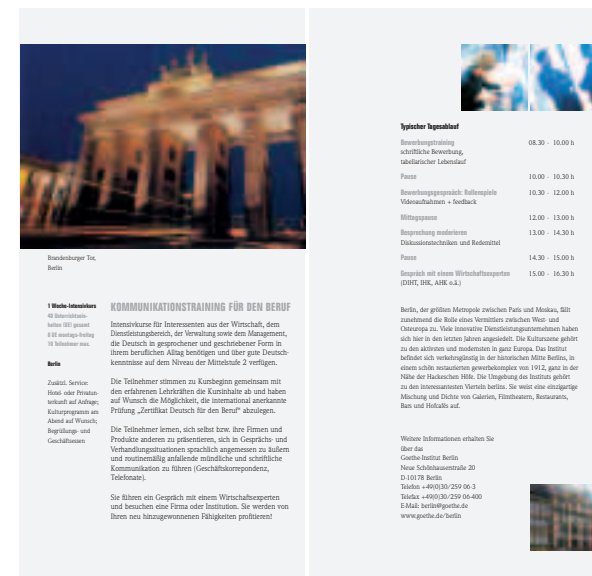 Brandenburger Tor,
Berlin
1 Woche-Intensivkurs
40 Unterrichtsein-
heiten (UE) gesamt
8 UE montags-freitag
10 Teilnehmer max.
Berlin
Zusätzl. Service:
Hotel- oder Privatun-
terkunft auf Anfrage;
Kulturprogramm am
Abend auf Wunsch;
Begrüßungs- und
Geschäftsessen
KOMMUNIKATIONSTRAINING FÜR DEN BERUF
Intensivkurse für Interessenten aus der Wirtschaft, dem
Dienstleistungsbereich, der Verwaltung sowie dem Management,
die Deutsch in gesprochener und geschriebener Form in
ihrem beruflichen Alltag benötigen und über gute Deutsch-
kenntnisse auf dem Niveau der Mittelstufe 2 verfügen.
Die Teilnehmer stimmen zu Kursbeginn gemeinsam mit
den erfahrenen Lehrkräften die Kursinhalte ab und haben
auf Wunsch die Möglichkeit, die international anerkannte
Prüfung „Zertifikat Deutsch für den Beruf" abzulegen.
Die Teilnehmer lernen, sich selbst bzw. ihre Firmen und
Produkte anderen zu präsentieren, sich in Gesprächs- und
Verhandlungssituationen sprachlich angemessen zu äußern
und routinemäßig anfallende mündliche und schriftliche
Kommunikation zu führen (Geschäftskorrepondenz,
Telefonate).
Sie führen ein Gespräch mit einem Wirtschaftsexperten
und besuchen eine Firma oder Institution. Sie werden von
Ihren neu hinzugewonnenen Fähigkeiten profitieren!
Typischer Tagesablauf
Bewerbungstraining 08.30 - 10.00 h
schriftliche Bewerbung,
tabellarischer Lebenslauf
Pause 10.00 - 10.30 h
Bewerbungsgespräch: Rollenspiele 10.30 - 12.00 h
Videoaufnahmen + feedback
Mittagspause 12.00 - 13.00 h
Besprechung moderieren 13.00 - 14.30 h
Diskussionstechniken und Redemittel
Pause 14.30 - 15.00 h
Gespräch mit einem Wirtschaftsexperten 15.00 - 16.30 h
(DIHT, IHK, AHK o.ä.)
Berlin, der größten Metropole zwischen Paris und Moskau, fällt
zunehmend die Rolle eines Vermittlers zwischen West- und
Osteuropa zu. Viele innovative Dienstleistungsunternehmen haben
sich hier in den letzten Jahren angesiedelt. Die Kulturszene gehört
zu den aktivsten und modernsten in ganz Europa. Das Institut
befindet sich verkehrsgünstig in der historischen Mitte Berlins, in
einem schön restaurierten gewerbekomplex von 1912, ganz in der
Nähe der Hackeschen Höfe. Die Umgebung des Instituts gehört
zu den interessantesten Vierteln berlins. Sie weist eine einzigartige
Mischung und Dichte von Galerien, Filmtheatern, Restaurants,
Bars und Hofcafés auf.
Weitere Informationen erhalten Sie
über das
Goethe-Institut Berlin
Neue Schönhauserstraße 20
D-10178 Berlin
Telefon +49(0)30/259 06-3
Telefax +49(0)30/259 06-400
E-Mail: berlin@goethe.de
www.goethe.de/berlin